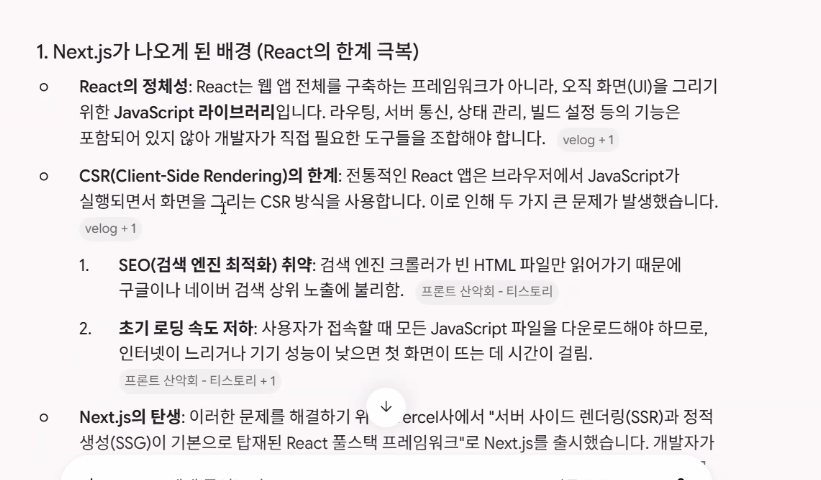 1. Next.js가 나오게 된 배경 (React의 한계 극복)
React의 정체성: React는 웹 앱 전체를 구축하는 프레임워크가 아니라, 오직 화면(UI)을 그리기
위한 JavaScript 라이브러리입니다. 라우팅, 서버 통신, 상태 관리, 빌드 설정 등의 기능은
포함되어 있지 않아 개발자가 직접 필요한 도구들을 조합해야 합니다. velog + 1
CSR(Client-Side Rendering)의 한계: 전통적인 React 앱은 브라우저에서 JavaScript가
실행되면서 화면을 그리는 CSR 방식을 사용합니다. 이로 인해 두 가지 큰 문제가 발생했습니다.
velog + 1
1. SEO(검색 엔진 최적화) 취약: 검색 엔진 크롤러가 빈 HTML 파일만 읽어가기 때문에
구글이나 네이버 검색 상위 노출에 불리함. 프론트 산악회 - 티스토리
2. 초기 로딩 속도 저하: 사용자가 접속할 때 모든 JavaScript 파일을 다운로드해야 하므로,
인터넷이 느리거나 기기 성능이 낮으면 첫 화면이 뜨는 데 시간이 걸림.
프론트 산악회 - 티스토리 + 1
Next.js의 탄생: 이러한 문제를 해결하기 위 ercel사에서 "서버 사이드 렌더링(SSR)과 정적
생성(SSG)이 기본으로 탑재된 React 풀스택 프레임워크"로 Next.js를 출시했습니다. 개발자가